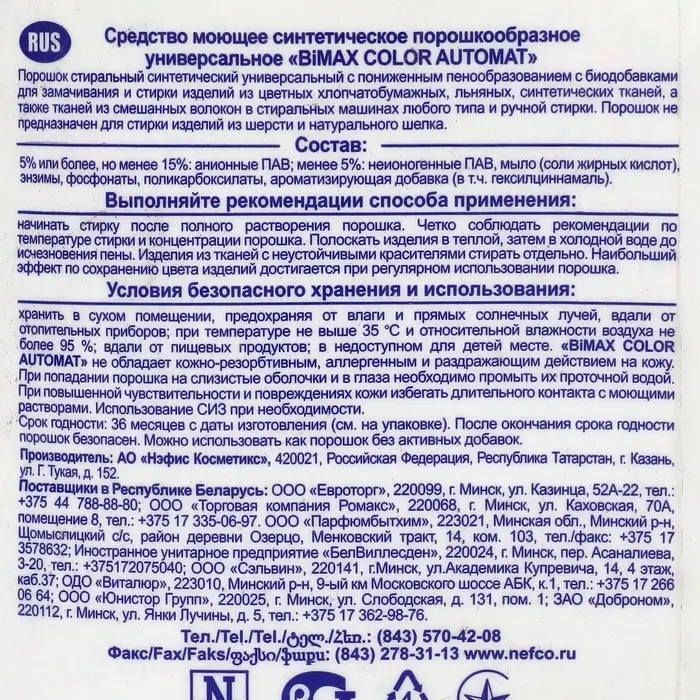 RUS
Средство моющее синтетическое порошкообразное
универсальное «BiMAX COLOR AUTOMAT»
Порошок стиральный синтетический универсальный с пониженным пенообразованием с биодобавками
для замачивания и стирки изделий из цветных хлопчатобумажных, льняных, синтетических тканей, а
также тканей из смешанных волокон в стиральных машинах любого типа и ручной стирки. Порошок не
предназначен для стирки изделий из шерсти и натурального шелка.
Состав:
5% или более, но менее 15%: анионные ПАВ; менее 5%: неионогенные ПАВ, мыло (соли жирных кислот),
энзимы, фосфонаты, поликарбоксилаты, ароматизирующая добавка (в т.ч. гексилциннамаль).
Выполняйте рекомендации способа применения:
начинать стирку после полного растворения порошка. Четко соблюдать рекомендации по
температуре стирки и концентрации порошка. Полоскать изделия в теплой, затем в холодной воде до
исчезновения пены. Изделия из тканей с неустойчивыми красителями стирать отдельно. Наибольший
эффект по сохранению цвета изделий достигается при регулярном использовании порошка.
Условия безопасного хранения и использования:
хранить в сухом помещении, предохраняя от влаги и прямых солнечных лучей, вдали от
отопительных приборов; при температуре не выше 35 °С и относительной влажности воздуха не
более 95 %; вдали от пищевых продуктов; в недоступном для детей месте. «BiMAX COLOR
AUTOMAT» не обладает кожно-резорбтивным, аллергенным и раздражающим действием на кожу.
При попадании порошка на слизистые оболочки и в глаза необходимо промыть их проточной водой.
При повышенной чувствительности и повреждениях кожи избегать длительного контакта с моющими
растворами. Использование СИЗ при необходимости.
Срок годности: 36 месяцев с даты изготовления (см. на упаковке). После окончания срока годности
порошок безопасен. Можно использовать как порошок без активных добавок.
Производитель: АО «Нэфис Косметикс», 420021, Российская Федерация, Республика Татарстан, г. Казань,
ул. Г. Тукая, д. 152.
Поставщики в Республике Беларусь: ООО «Евроторг», 220099, г. Минск, ул. Казинца, 52А-22, тел.:
+375 44 788-88-80; ООО «Торговая компания Ромакс», 220068, г. Минск, ул. Каховская, 70А,
помещение 8, тел.: +375 17 335-06-97. ООО «Парфюмбытхим», 223021, Минская обл., Минский р-н,
Щомыслицкий с/с, район деревни Озерцо, Менковский тракт, 14, ком. 103, тел./факс: +375 17
3578632; Иностранное унитарное предприятие «БелВиллесден», 220024, г. Минск, пер. Асаналиева,
3-20, тел.: +375172075040; ООО «Сэльвин», 220141, г.Минск, ул.Академика Купревича, 14, 4 этаж,
каб.37; ОДО «Виталюр», 223010, Минский р-н, 9-ый км Московского шоссе АБК, к.1, тел.: +375 17 266
06 64; ООО «Юнистор Групп», 220025, г. Минск, ул. Слободская, д. 131, пом. 1; ЗАО «Доброном»,
220112, г. Минск, ул. Янки Лучины, д. 5, тел.: +375 17 362-98-76.
Тел./Tel./Tel./ტელ./Հեռ.: (843) 570-42-08
Факс/Fax/Faks/ფაქსი/ֆաքս: (843) 278-31-13 www.nefco.ru
N